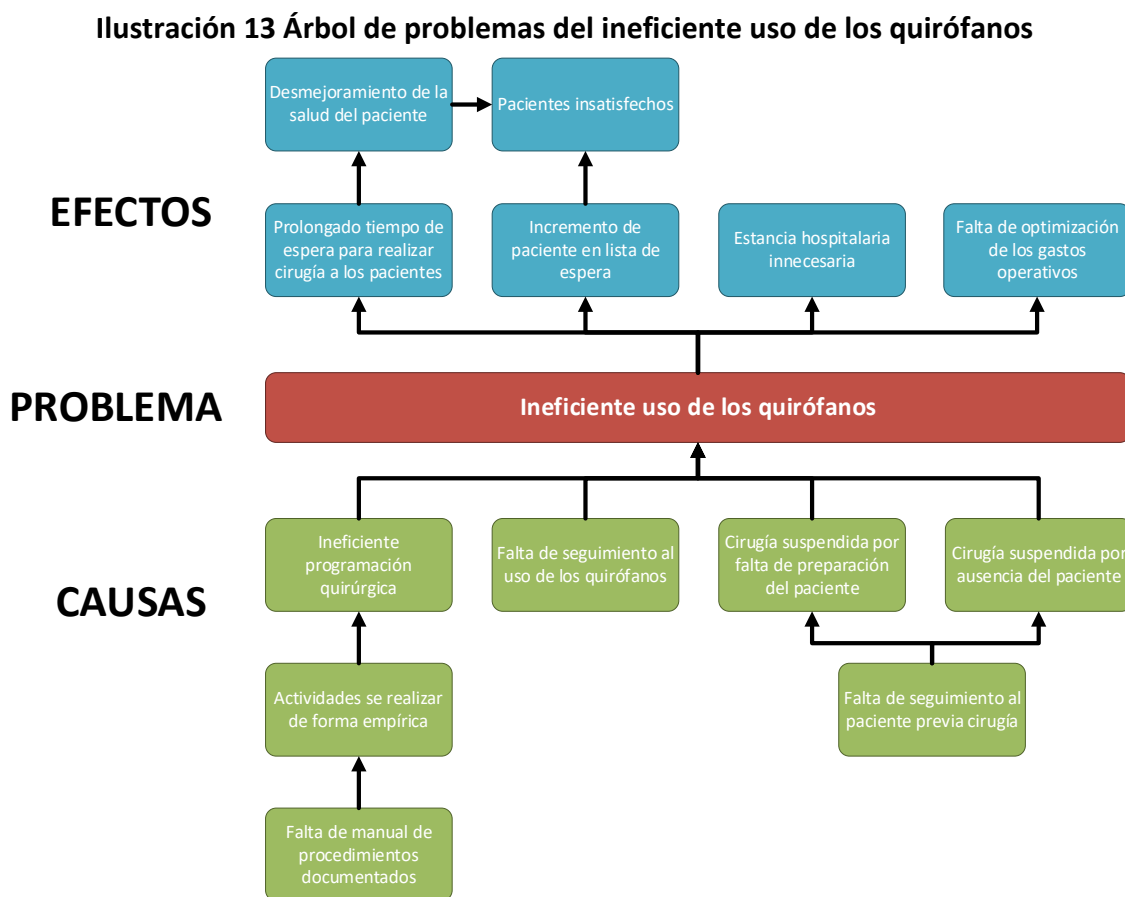 Ilustración 13 Árbol de problemas del ineficiente uso de los quirófanos
Desmejoramiento de la
salud del paciente
Pacientes insatisfechos
EFECTOS
Prolongado tiempo de
espera para realizar
cirugía a los pacientes
Incremento de
paciente en lista de
espera
Estancia hospitalaria
innecesaria
Falta de optimización
de los gastos
operativos
PROBLEMA
Ineficiente uso de los quirófanos
CAUSAS
Ineficiente
programación
quirúrgica
Falta de seguimiento al
uso de los quirófanos
Cirugía suspendida por
falta de preparación
del paciente
Cirugía suspendida por
ausencia del paciente
Actividades se realizar
de forma empírica
Falta de seguimiento al
paciente previa cirugía
Falta de manual de
procedimientos
documentados